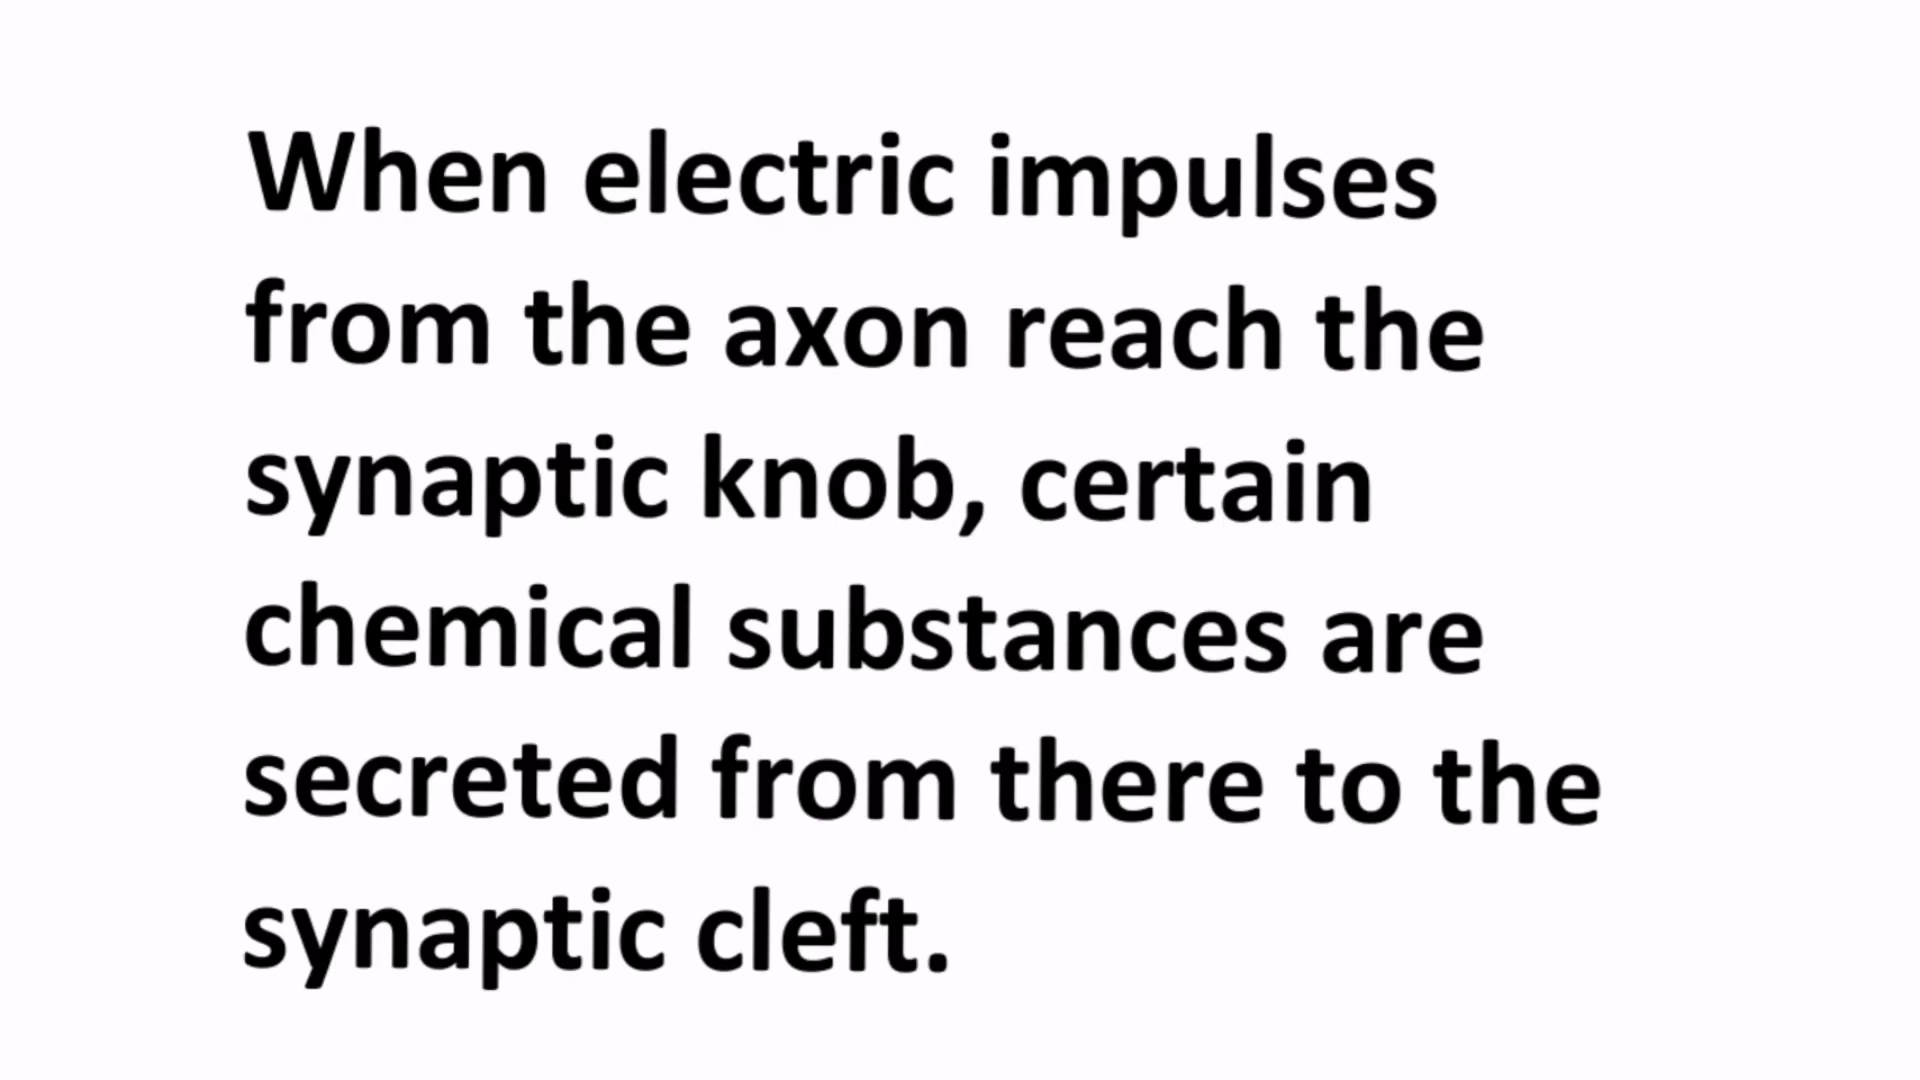 When electric impulses
from the axon reach the
synaptic knob, certain
chemical substances are
secreted from there to the
synaptic cleft.